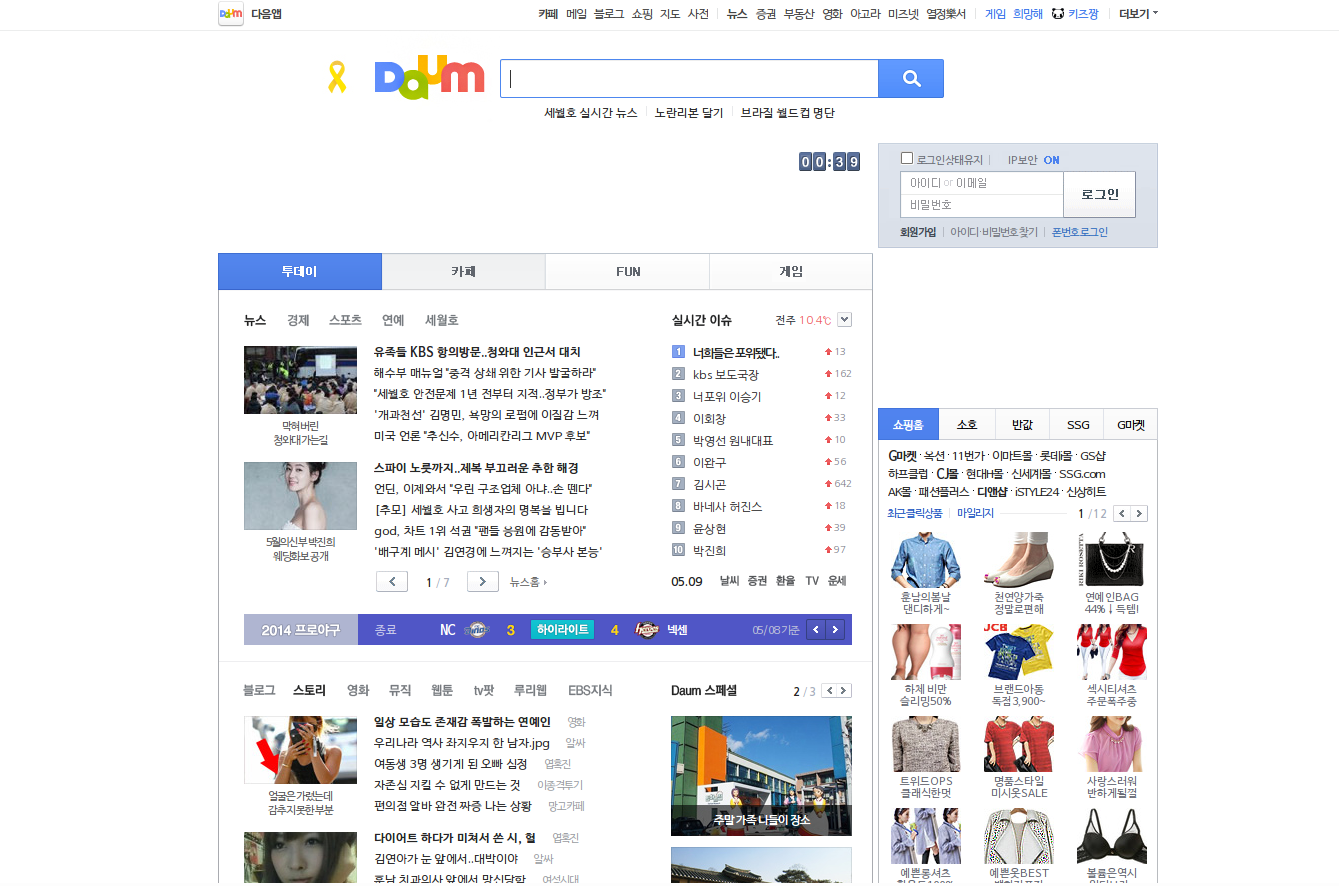 Daum 다음앱
카페 메일 블로그 쇼핑 지도 사전 뉴스 증권 부동산 영화 아고라 미즈넷 열정樂서 게임 희망해 키즈짱 더보기
Daum
세월호 실시간 뉴스 노란리본 달기 브라질 월드컵 명단
00:39
로그인상태유지 IP보안 ON
아이디 or 이메일
비밀번호
로그인
회원가입 아이디·비밀번호찾기 폰번호로그인
투데이 카페 FUN 게임
뉴스 경제 스포츠 연예 세월호
막혀버린
청와대가는길
유족들 KBS 항의방문..청와대 인근서 대치
해수부 매뉴얼 "충격 상쇄 위한 기사 발굴하라"
"세월호 안전문제 1년 전부터 지적..정부가 방조"
'개과천선' 김명민, 욕망의 로펌에 이질감 느껴
미국 언론 "추신수, 아메리칸리그 MVP 후보"
5월의신부 박진희
웨딩화보 공개
스파이 노릇까지..제복 부끄러운 추한 해경
언딘, 이제와서 "우린 구조업체 아냐..손 뗀다"
[추모] 세월호 사고 희생자의 명복을 빕니다
god, 차트 1위 석권 "팬들 응원에 감동받아"
'배구계 메시' 김연경에 느껴지는 '승부사 본능'
1 / 7 뉴스홈
실시간 이슈 전주 10.4℃
1 너희들은 포위됐다.. 13
2 kbs 보도국장 162
3 너포위 이승기 12
4 이회창 33
5 박영선 원내대표 10
6 이완구 56
7 김시곤 642
8 바네사 허진스 18
9 윤상현 39
10 박진희 97
05.09 날씨 증권 환율 TV 운세
2014 프로야구 종료 NC 3 하이라이트 4 넥센 05/08기준
블로그 스토리 영화 뮤직 웹툰 tv팟 루리웹 EBS지식
얼굴은가렸는데
감추지못한부분
일상 모습도 존재감 폭발하는 연예인 영화
우리나라 역사 좌지우지 한 남자.jpg 알싸
여동생 3명 생기게 된 오빠 심정 엽혹진
자존심 지킬 수 없게 만드는 것 이종격투기
편의점 알바 완전 짜증 나는 상황 망고카페
다이어트 하다가 미쳐서 쓴 시, 헐 엽혹진
김연아가 눈 앞에서..대박이야 알싸
훈남 치과의사 앞에서 망신당함 여성시대
Daum 스페셜 2 / 3
주말 가족 나들이 장소
쇼핑홈 소호 반값 SSG G마켓
G마켓 · 옥션 · 11번가 · 이마트몰 · 롯데몰 · GS샵
하프클럽 · CJ몰 · 현대H몰 · 신세계몰 · SSG.com
AK몰 · 패션플러스 · 디앤샵 · iSTYLE24 · 신상히트
최근클릭상품 마일리지 1 / 12
RIKI ROSETTA
훈남의봄날 천연양가죽 연예인BAG
댄디하게~ 정말로편해 44%↓득템!
JCB
하체 비만 브랜드아동 섹시티셔츠
슬리밍50% 독점3,900~ 주문폭주중
트위드OPS 명품스타일 사랑스러워
클래식한멋 미시옷SALE 반하게될껄
예쁜롱셔츠 예쁜옷BEST 볼륨은역시